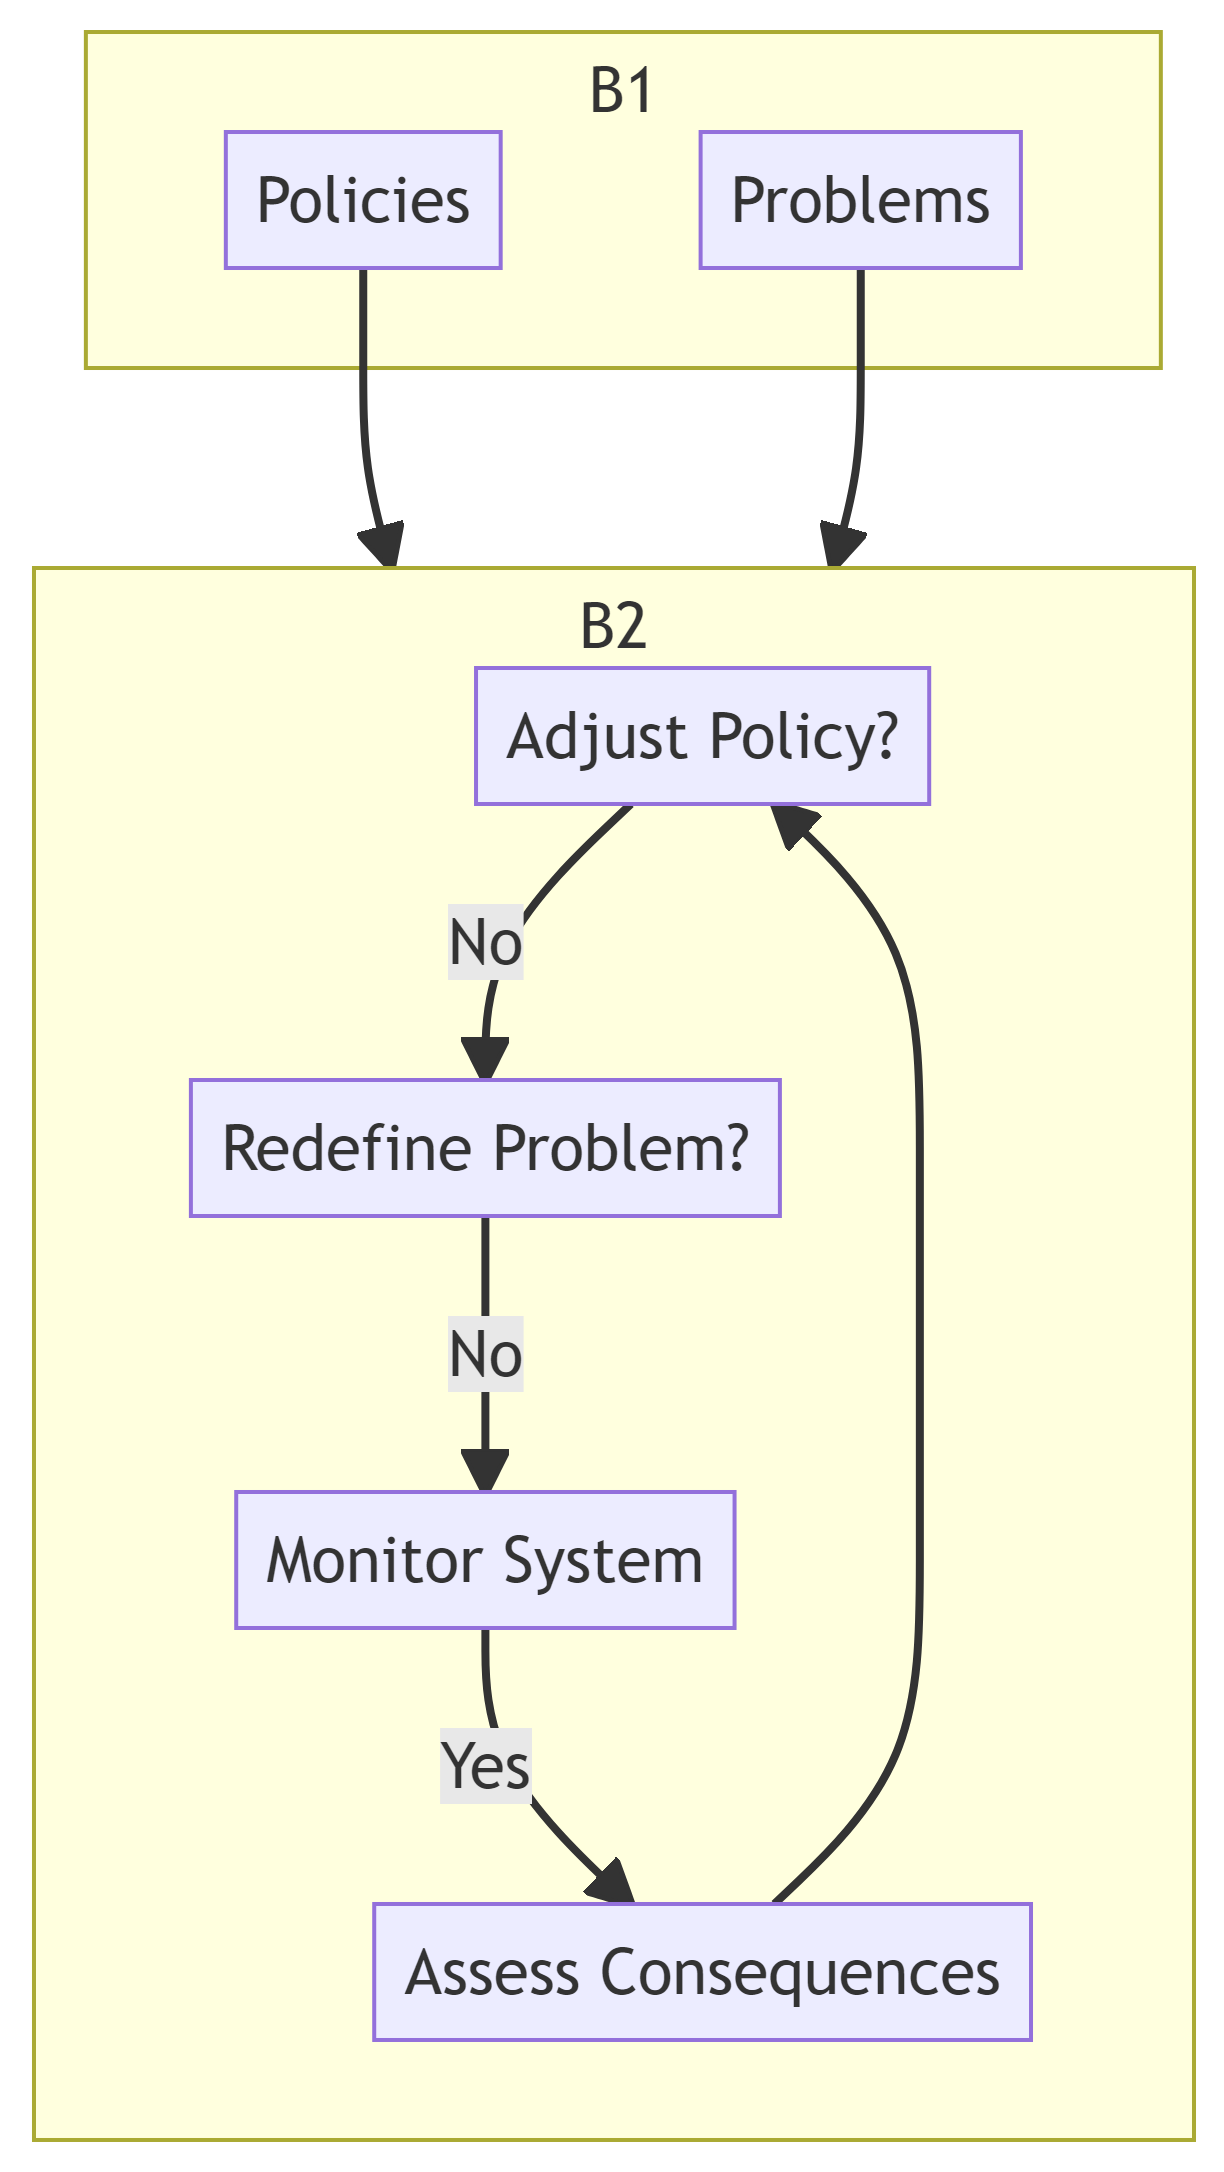 B1
Policies
Problems
B2
Adjust Policy?
No
Redefine Problem?
No
Monitor System
Yes
Assess Consequences